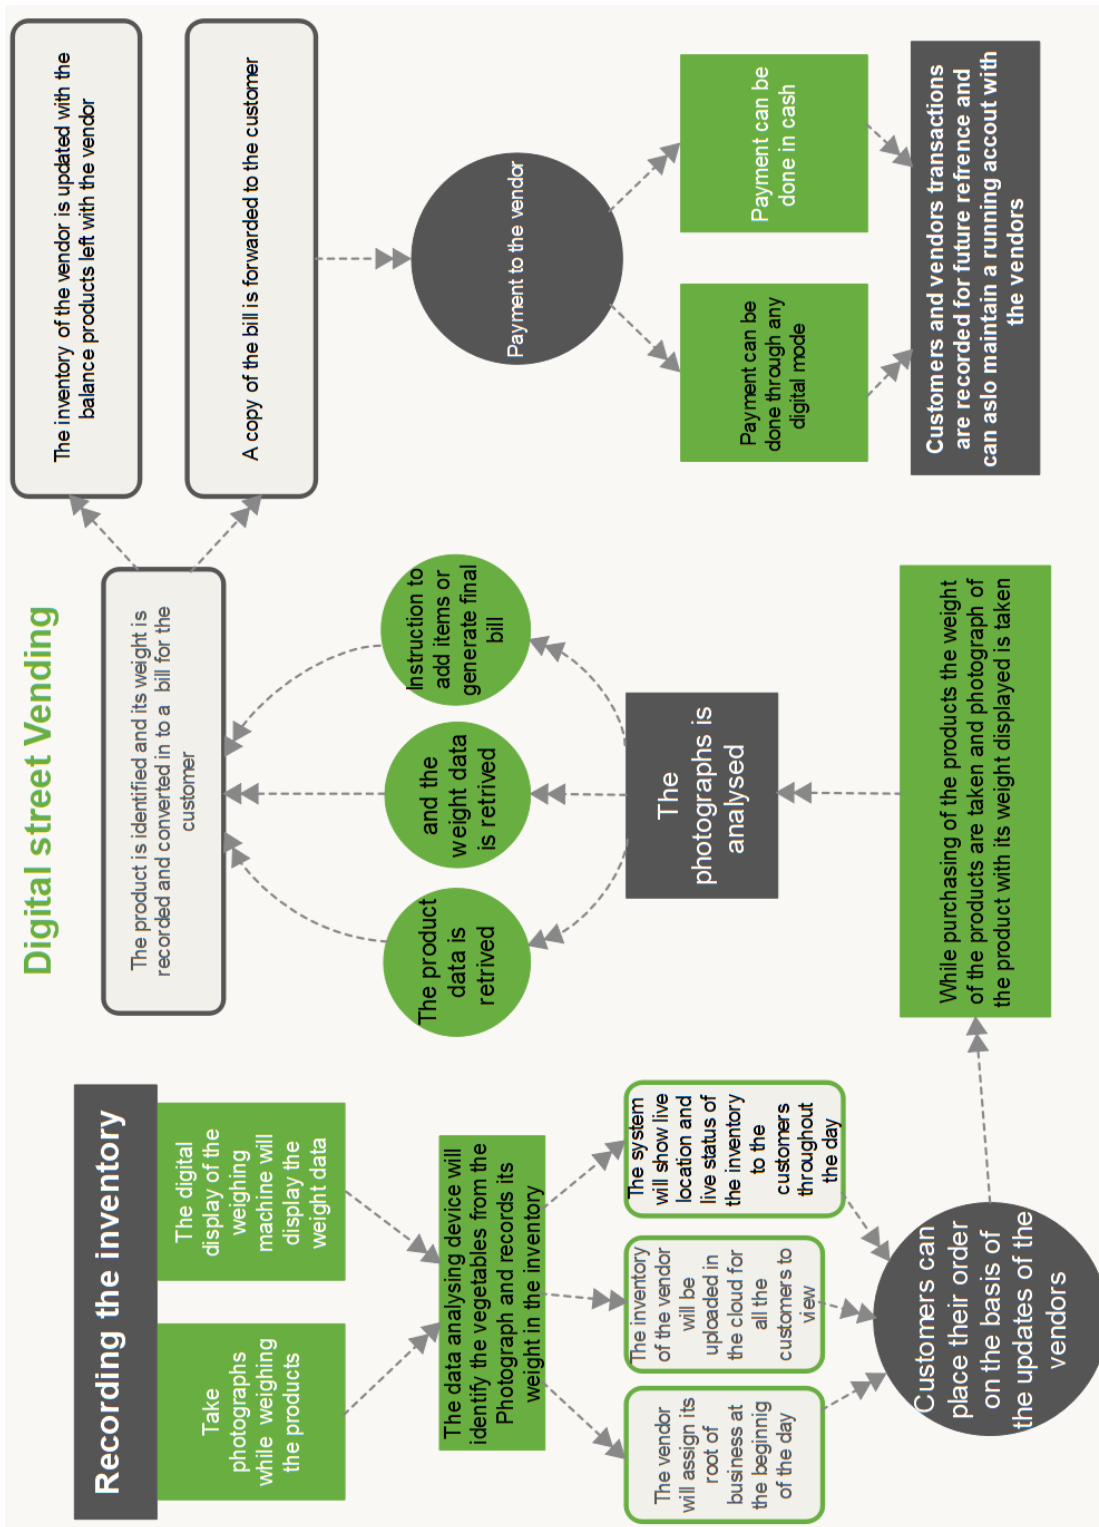 Digital street Vending
Recording the inventory
Take
photographs
while  weighing
the products
The digital
display of the
weighing
machine will
display the
weight data
The data analysing device will
identify the vegetables from the
Photograph and records its
weight in the inventory
The vendor
will assign its
root of
business at
the beginnig
of the day
The inventory
of the vendor
will be
uploaded in
the cloud for
all the
customers to
view
The system
will show live
location and
live status of
the inventory
to the
customers
throughout
the day
Customers can
place their order
on the basis of
the updates of the
vendors
While purchasing of the products the weight
of the products are taken and photograph of
the product with its weight displayed is taken
The
photographs is
analysed
The product
data is
retrived
and the
weight data
is retrived
Instruction to
add items or
generate final
bill
The product is identified and its weight is
recorded and converted in to a  bill for the
customer
The inventory of the vendor is updated with the
balance products left with the vendor
A copy of the bill is forwarded to the customer
Payment to the vendor
Payment can be
done through any
digital mode
Payment can be
done in cash
Customers and vendors transactions
are recorded for future refrence and
can aslo maintain a running accout with
the vendors